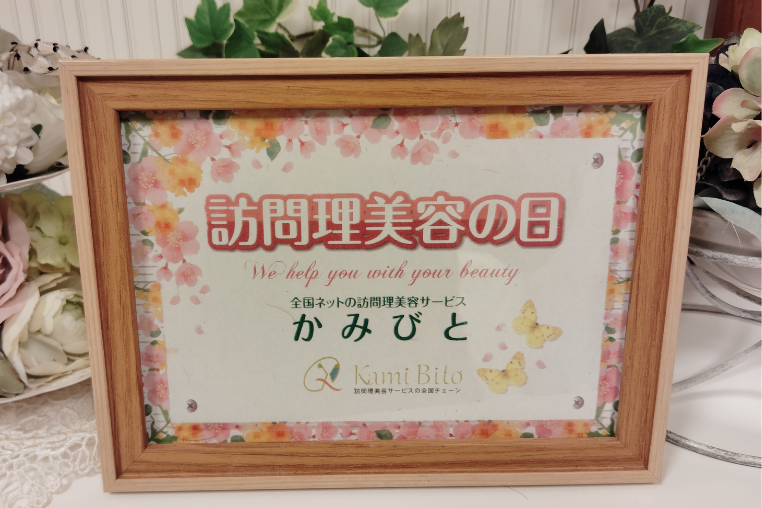 訪問理美容の日
We help you with your beauty
全国ネットの訪問理美容サービス
かみびと
Kami Bito
訪問理美容サービスの全国チェーン